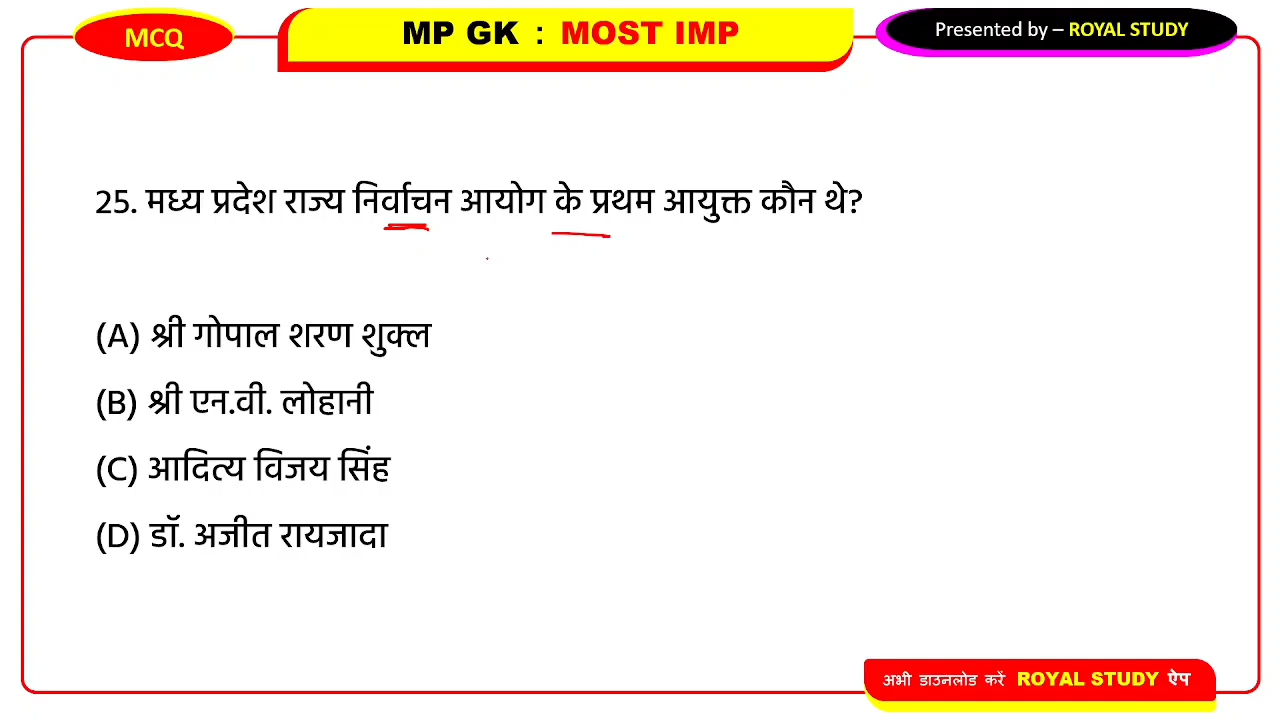 MCQ
MP GK : MOST IMP
Presented by – ROYAL STUDY
25. मध्य प्रदेश राज्य निर्वाचन आयोग के प्रथम आयुक्त कौन थे?
(A) श्री गोपाल शरण शुक्ल
(B) श्री एन.वी. लोहानी
(C) आदित्य विजय सिंह
(D) डॉ. अजीत रायजादा
अभी डाउनलोड करें ROYAL STUDY ऐप